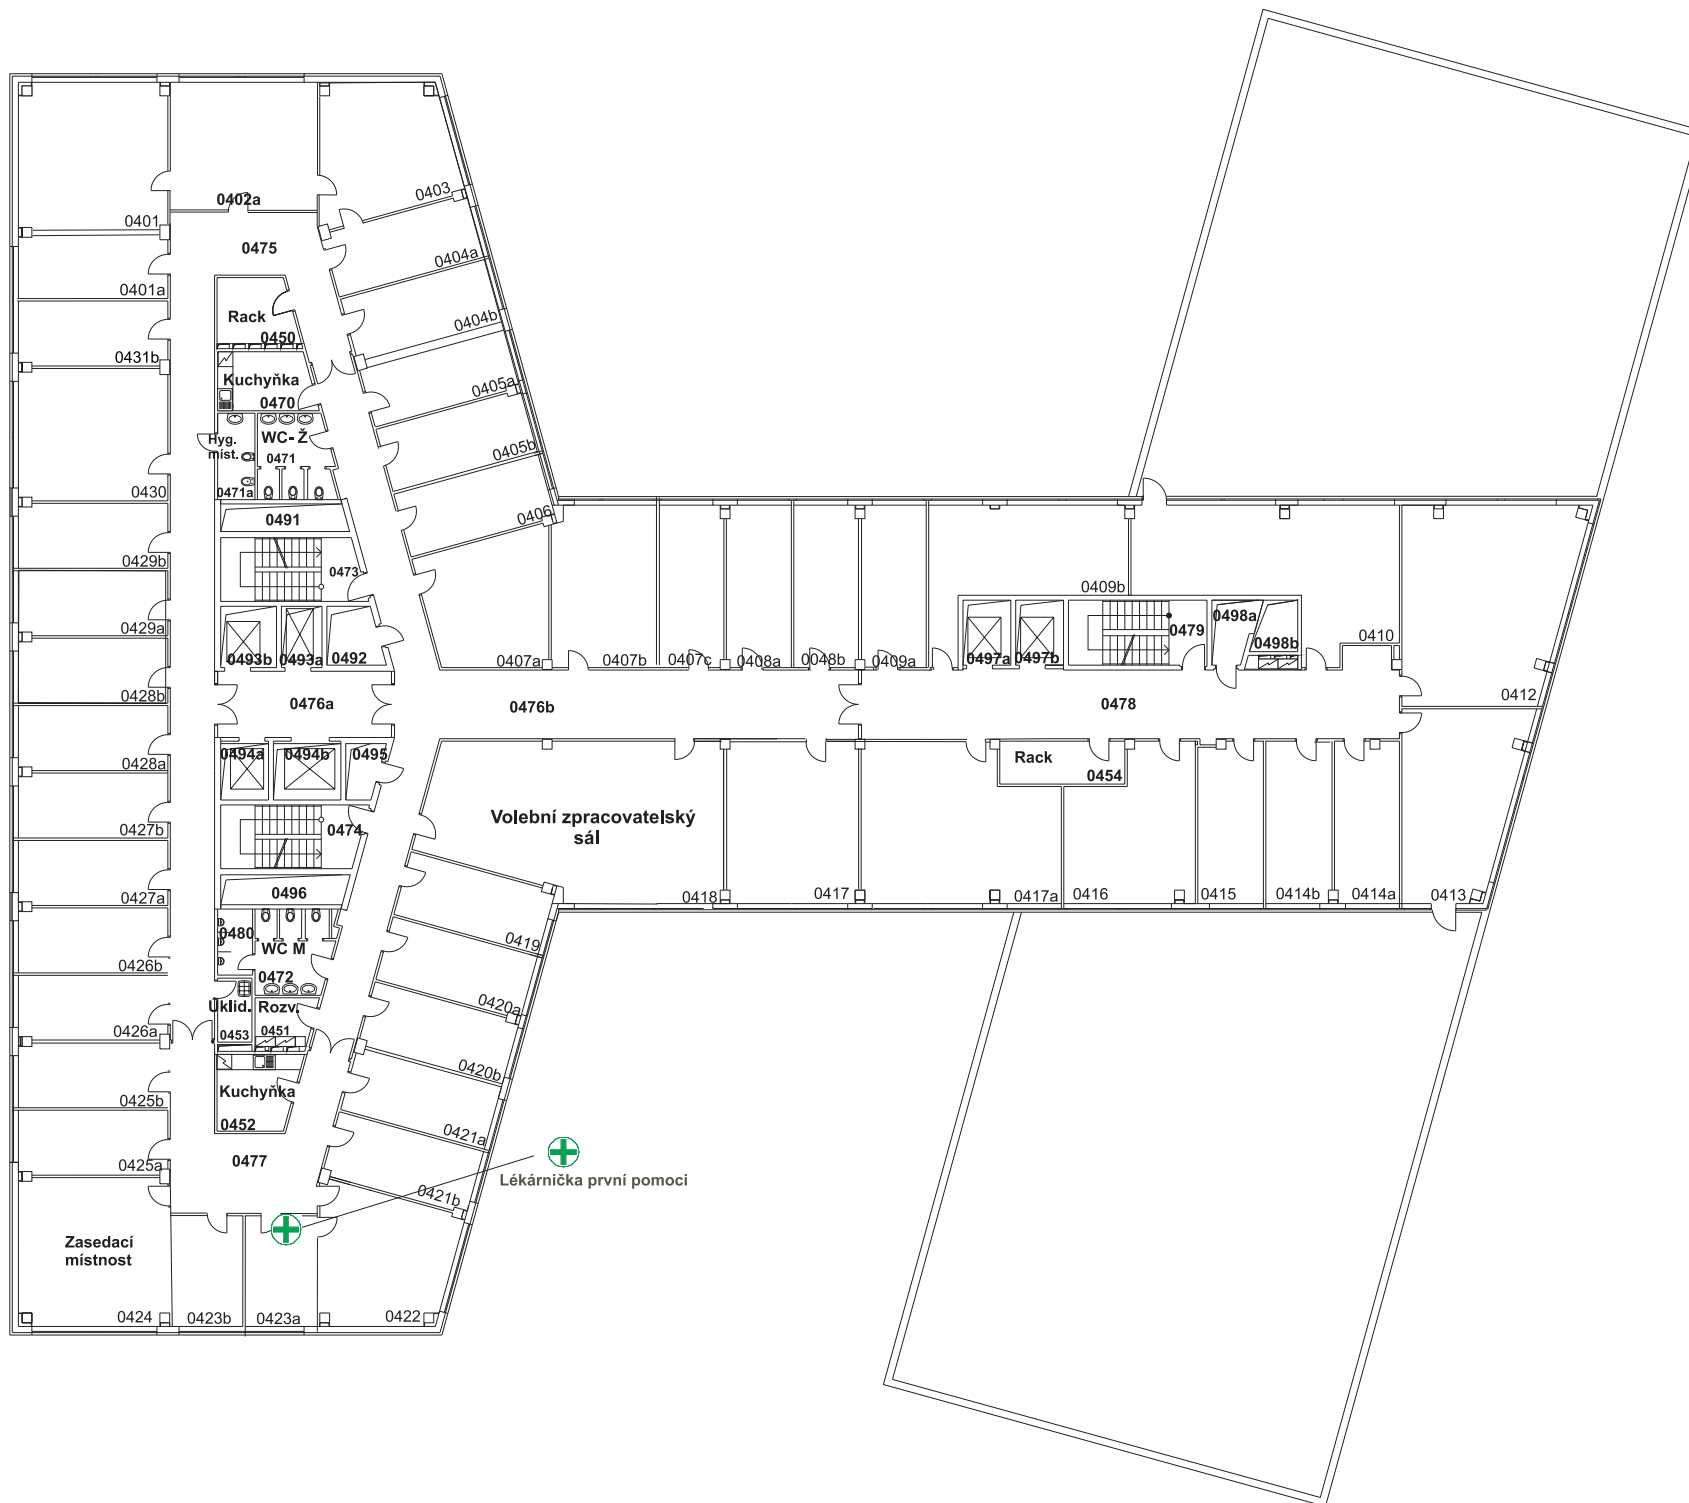 0403
0402a
0401
0475
0404a
0401a
Rack
0404b
0450
0431b
Kuchyňka
0405a
0470
Hyg.
míst.
WC- Ž
0471
0405b
0430
0471a
0491
0406
0429b
0473
0409b
0429a
0498a
0479
0410
0498b
0493b
0493a
0492
0407a
0407b
0407c
0408a
0048b
0409a
0497a
0497b
0428b
0412
0476a
0476b
0478
0494a
0494b
0495
Rack
0454
0428a
Volební zpracovatelský
sál
0474
0427b
0496
0427a
0418
0417
0417a
0416
0415
0414b
0414a
0413
0480
WC M
0419
0426b
0472
Úklid.
Rozv.
0420a
0426a
0453
0451
0420b
Kuchyňka
0425b
0452
0421a
0477
0425a
Lékárnička první pomoci
0421b
Zasedací
místnost
0424
0423b
0423a
0422